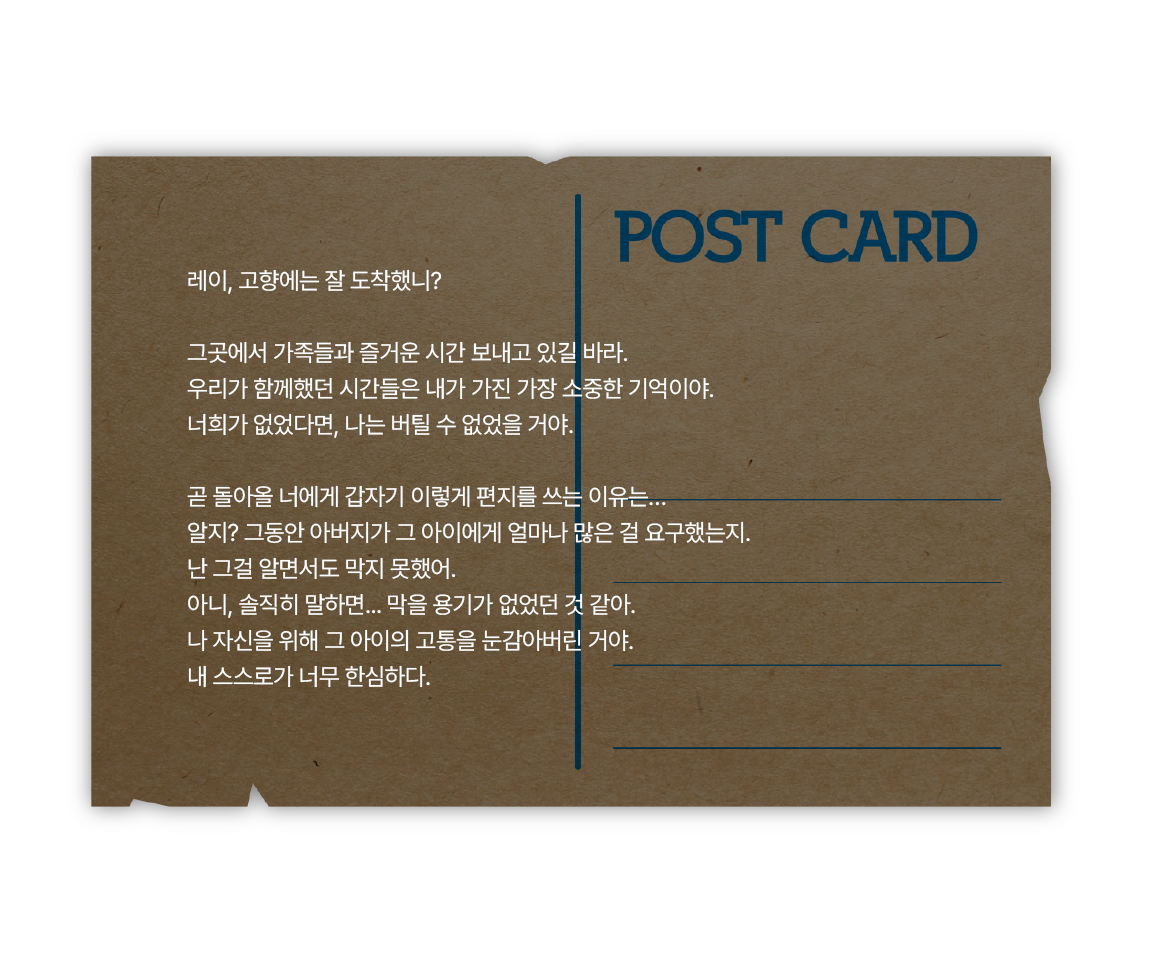 POST CARD
레이, 고향에는 잘 도착했니?
그곳에서 가족들과 즐거운 시간 보내고 있길 바라.
우리가 함께했던 시간들은 내가 가진 가장 소중한 기억이야.
너희가 없었다면, 나는 버틸 수 없었을 거야.
곧 돌아올 너에게 갑자기 이렇게 편지를 쓰는 이유는...
알지? 그동안 아버지가 그 아이에게 얼마나 많은 걸 요구했는지.
난 그걸 알면서도 막지 못했어.
아니, 솔직히 말하면... 막을 용기가 없었던 것 같아.
나 자신을 위해 그 아이의 고통을 눈감아버린 거야.
내 스스로가 너무 한심하다.